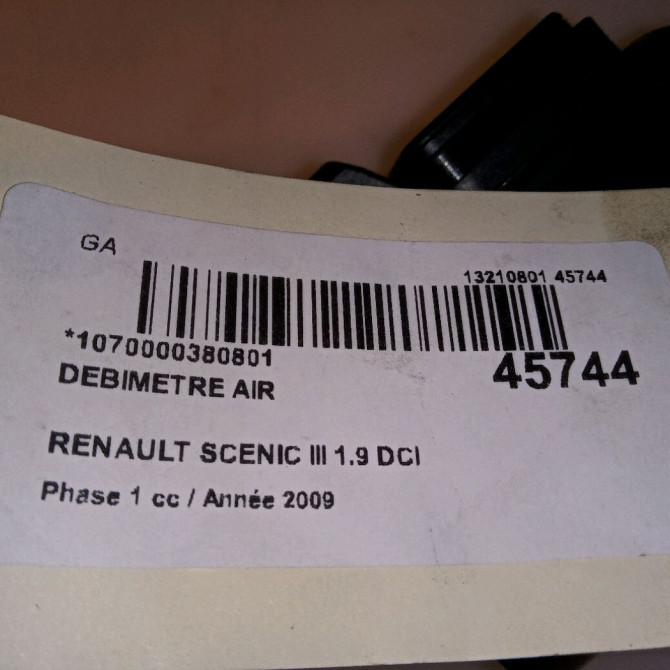 GA
13210801 45744
*1070000380801
45744
DEBIMETRE AIR
RENAULT SCENIC III 1.9 DCI
Phase 1 cc / Année 2009